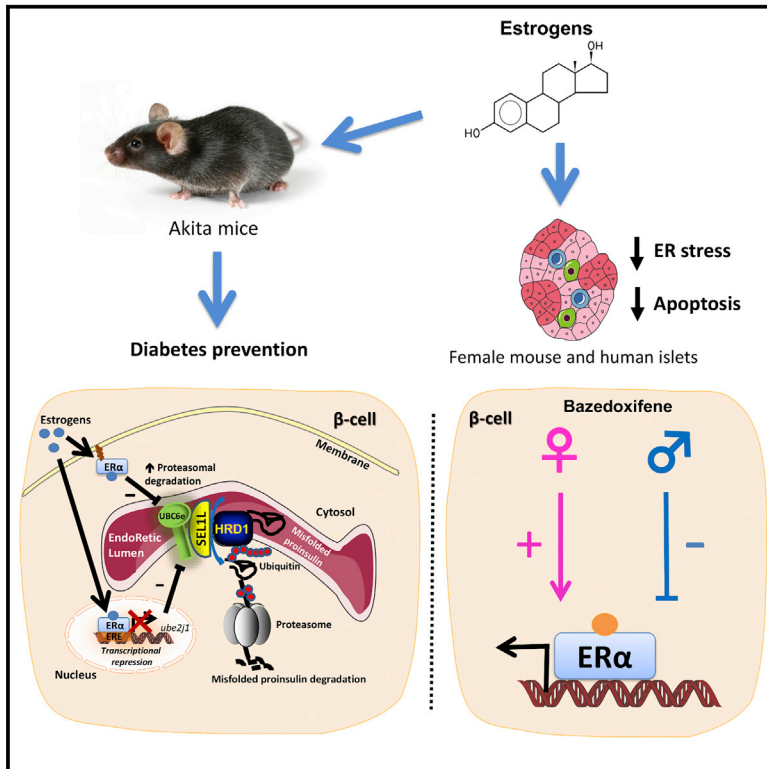 Estrogens
OH
HO
Akita mice
↓ ER stress
↓ Apoptosis
Diabetes prevention
Female mouse and human islets
Estrogens
β-cell
Membrane
ERα
↑ Proteasomal
degradation
−
UBC6e
SEL1L
HRD1
Cytosol
EndoRetic
Lumen
Misfolded
proinsulin
Ubiquitin
−
ERα
ERE
ube2j1
Transcriptional
repression
Proteasome
Nucleus
Misfolded proinsulin degradation
β-cell
Bazedoxifene
♀
♂
+
−
ERα